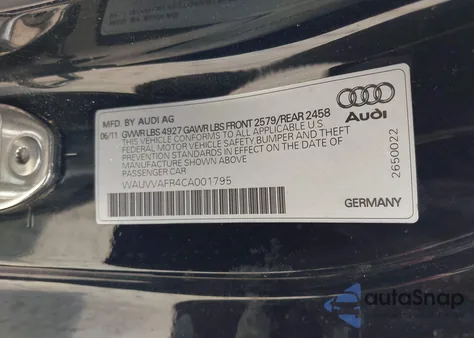 MFD. BY AUDI AG
06/11 GVWR LBS 4927 GAWR LBS FRONT 2579/REAR 2458
THIS VEHICLE CONFORMS TO ALL APPLICABLE U.S.
FEDERAL MOTOR VEHICLE SAFETY,BUMPER AND THEFT
PREVENTION STANDARDS IN EFFECT ON THE DATE OF
MANUFACTURE SHOWN ABOVE
PASSENGER CAR
WAUVVAFR4CA001795
Audi
2650022
GERMANY
autoSnap